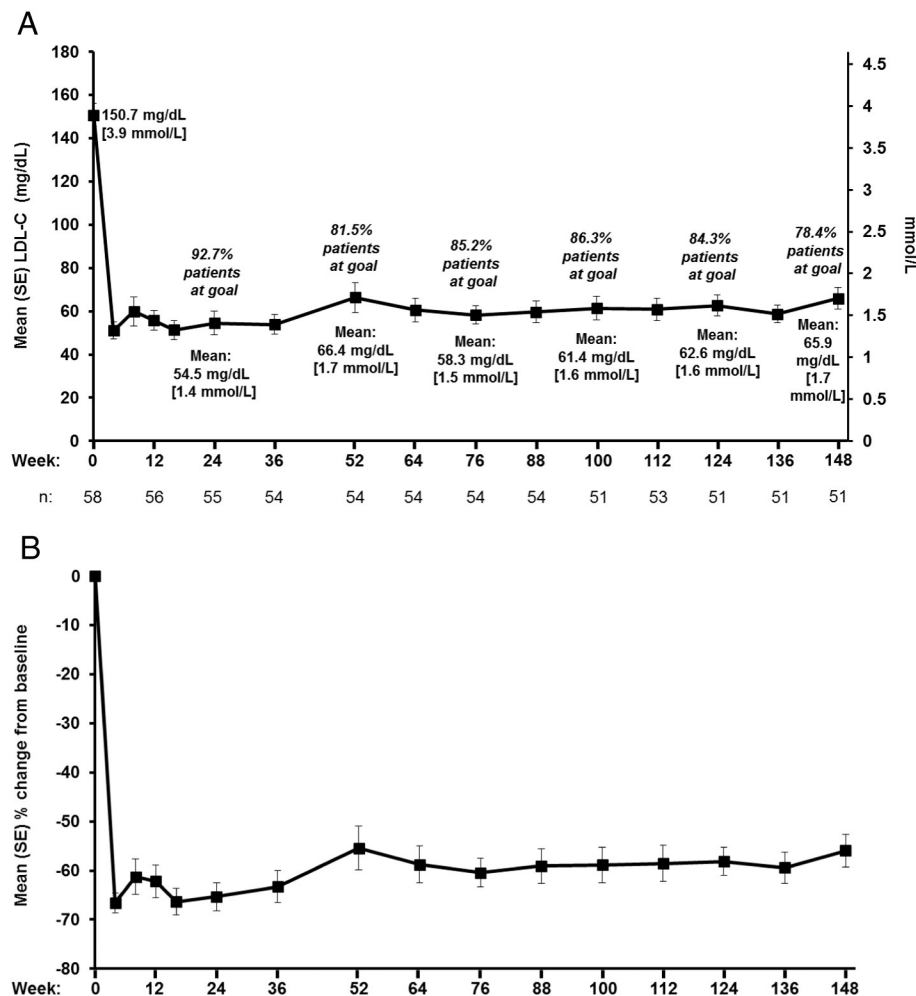 A
180
160
140
120
100
80
60
40
20
0
Mean (SE) LDL-C (mg/dL)
4.5
4
3.5
3
2.5
2
1.5
1
0.5
0
mmol/L
150.7 mg/dL
[3.9 mmol/L]
92.7%
patients
at goal
81.5%
patients
at goal
85.2%
patients
at goal
86.3%
patients
at goal
84.3%
patients
at goal
78.4%
patients
at goal
Mean:
54.5 mg/dL
[1.4 mmol/L]
Mean:
66.4 mg/dL
[1.7 mmol/L]
Mean:
58.3 mg/dL
[1.5 mmol/L]
Mean:
61.4 mg/dL
[1.6 mmol/L]
Mean:
62.6 mg/dL
[1.6 mmol/L]
Mean:
65.9
mg/dL
[1.7
mmol/L]
Week: 0 12 24 36 52 64 76 88 100 112 124 136 148
n: 58 56 55 54 54 54 54 54 51 53 51 51 51
B
0
-10
-20
-30
-40
-50
-60
-70
-80
Mean (SE) % change from baseline
Week: 0 12 24 36 52 64 76 88 100 112 124 136 148